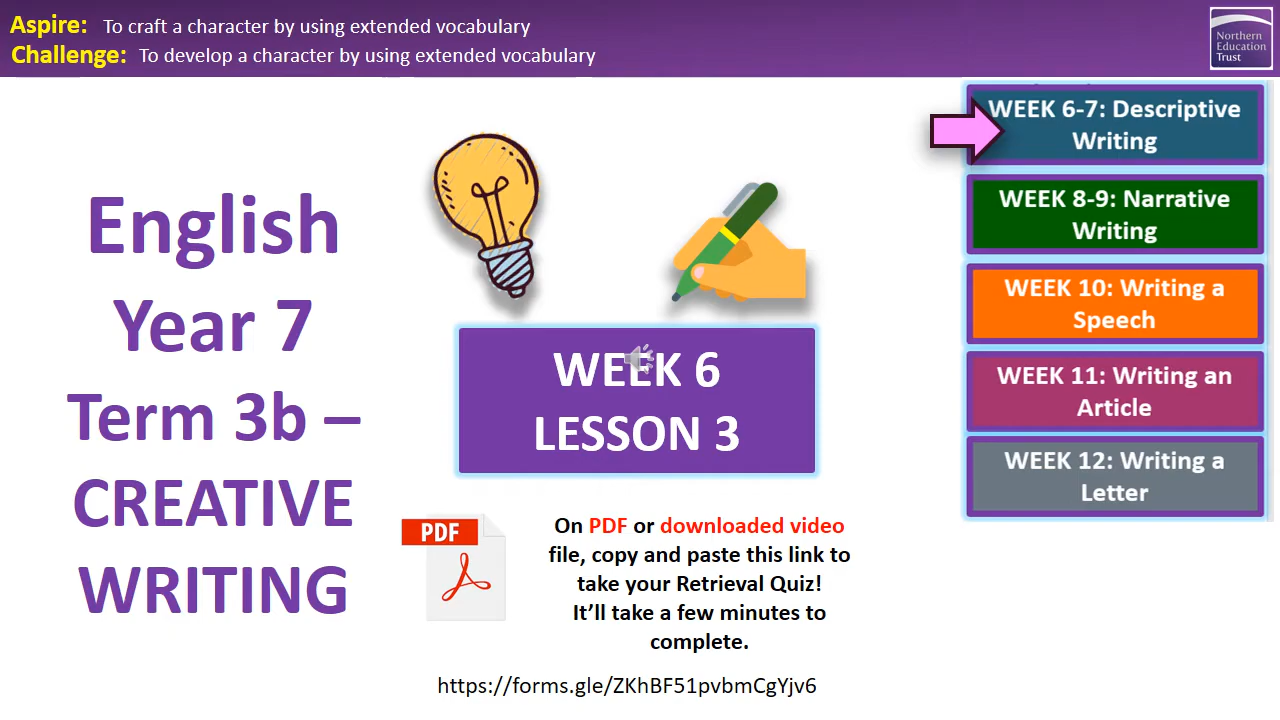 Aspire: To craft a character by using extended vocabulary
Challenge: To develop a character by using extended vocabulary
Northern
Education
Trust
English
Year 7
Term 3b –
CREATIVE
WRITING
WEEK 6
LESSON 3
PDF
On PDF or downloaded video
file, copy and paste this link to
take your Retrieval Quiz!
It’ll take a few minutes to
complete.
https://forms.gle/ZKhBF51pvbmCgYjv6
WEEK 6-7: Descriptive
Writing
WEEK 8-9: Narrative
Writing
WEEK 10: Writing a
Speech
WEEK 11: Writing an
Article
WEEK 12: Writing a
Letter